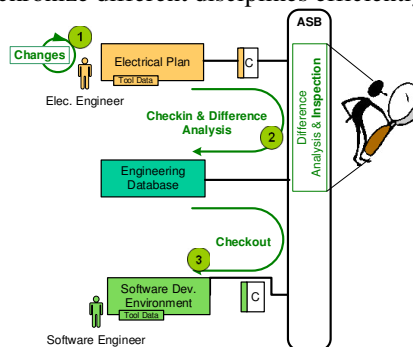 ASB
1
Changes
Electrical Plan
Tool Data
C
Elec. Engineer
Checkin & Difference
Analysis
2
Difference
Analysis & Inspection
Engineering
Database
Checkout
3
Software Dev.
Environment
Tool Data
C
Software Engineer